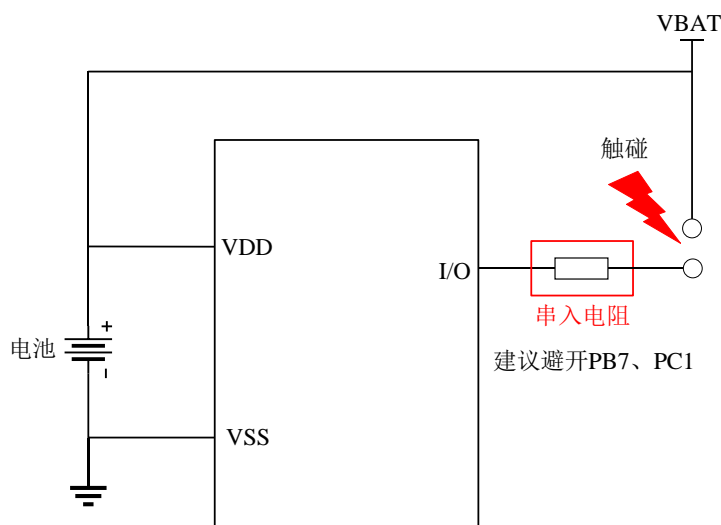 VBAT
触碰
VDD
I/O
串入电阻
+
电池
-
建议避开PB7、PC1
VSS